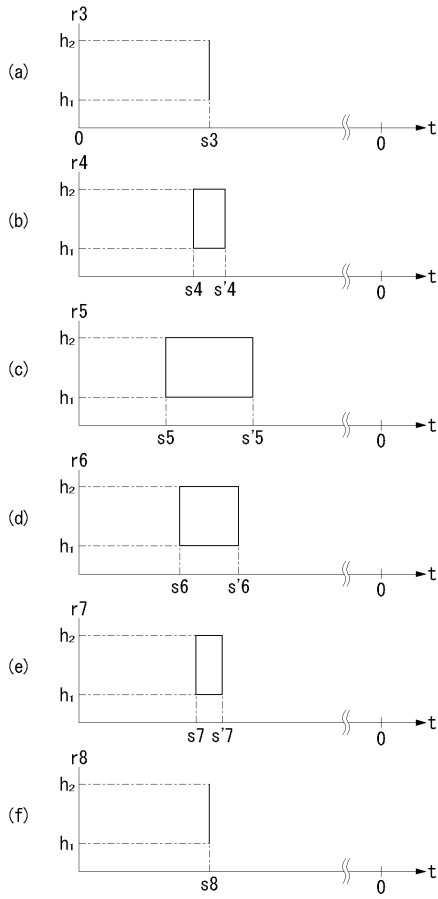 r3
h₂
(a)
h₁
t
0 s3 0
r4
h₂
(b)
h₁
t
s4 s'4 0
r5
h₂
(c)
h₁
t
s5 s'5 0
r6
h₂
(d)
h₁
t
s6 s'6 0
r7
h₂
(e)
h₁
t
s7 s'7 0
r8
h₂
(f)
h₁
t
s8 0